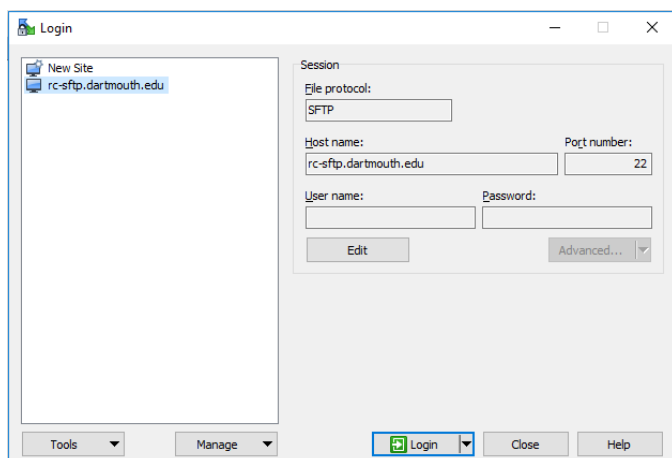 Login
New Site
rc-sftp.dartmouth.edu
Session
File protocol:
SFTP
Host name:
Port number:
rc-sftp.dartmouth.edu
22
User name:
Password:
Edit
Advanced...
Tools
Manage
Login
Close
Help